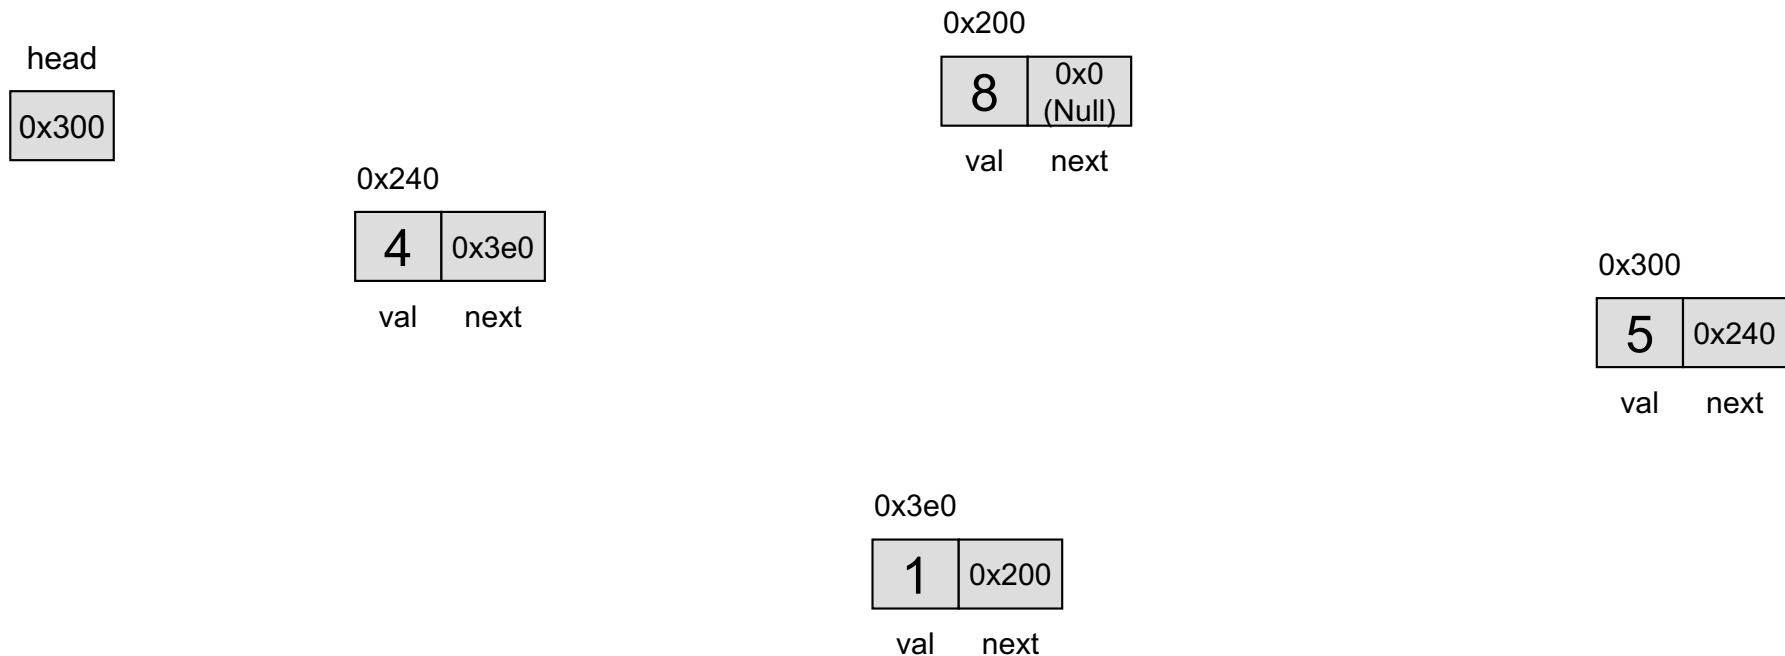 head
0x300
0x240
4 0x3e0
val next
0x200
8 0x0
(Null)
val next
0x300
5 0x240
val next
0x3e0
1 0x200
val next